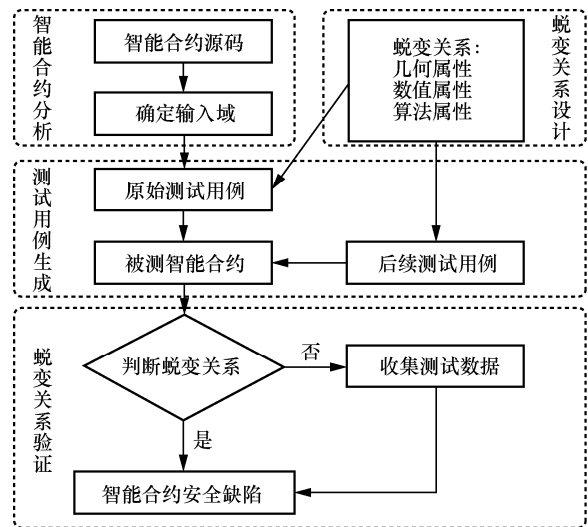 智能合约分析
智能合约源码
确定输入域
蜕变关系：
几何属性
数值属性
算法属性
蜕变关系设计
测试用例生成
原始测试用例
被测智能合约
后续测试用例
蜕变关系验证
判断蜕变关系
否
收集测试数据
是
智能合约安全缺陷